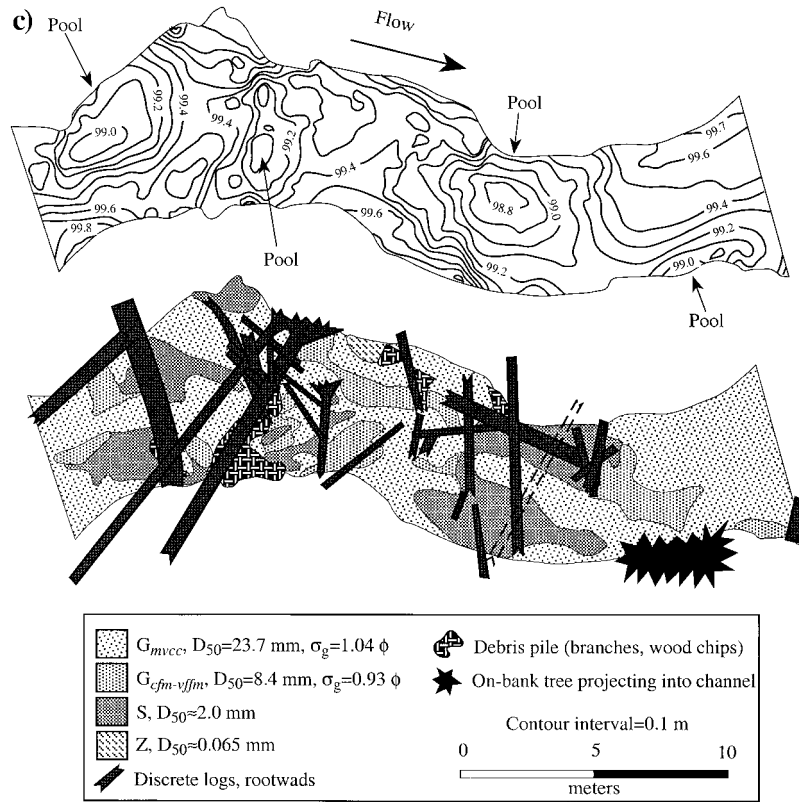 c)
Pool
Flow
Pool
99.2
99.4
99.0
99.4
99.2
99.4
99.6
99.8
99.6
98.8
99.0
99.2
99.7
99.6
99.4
99.2
99.0
Pool
Pool
G_mvcc, D50=23.7 mm, σg=1.04 ϕ
G_cfm-vffm, D50=8.4 mm, σg=0.93 ϕ
S, D50≈2.0 mm
Z, D50≈0.065 mm
Discrete logs, rootwads
Debris pile (branches, wood chips)
On-bank tree projecting into channel
Contour interval=0.1 m
0 5 10
meters